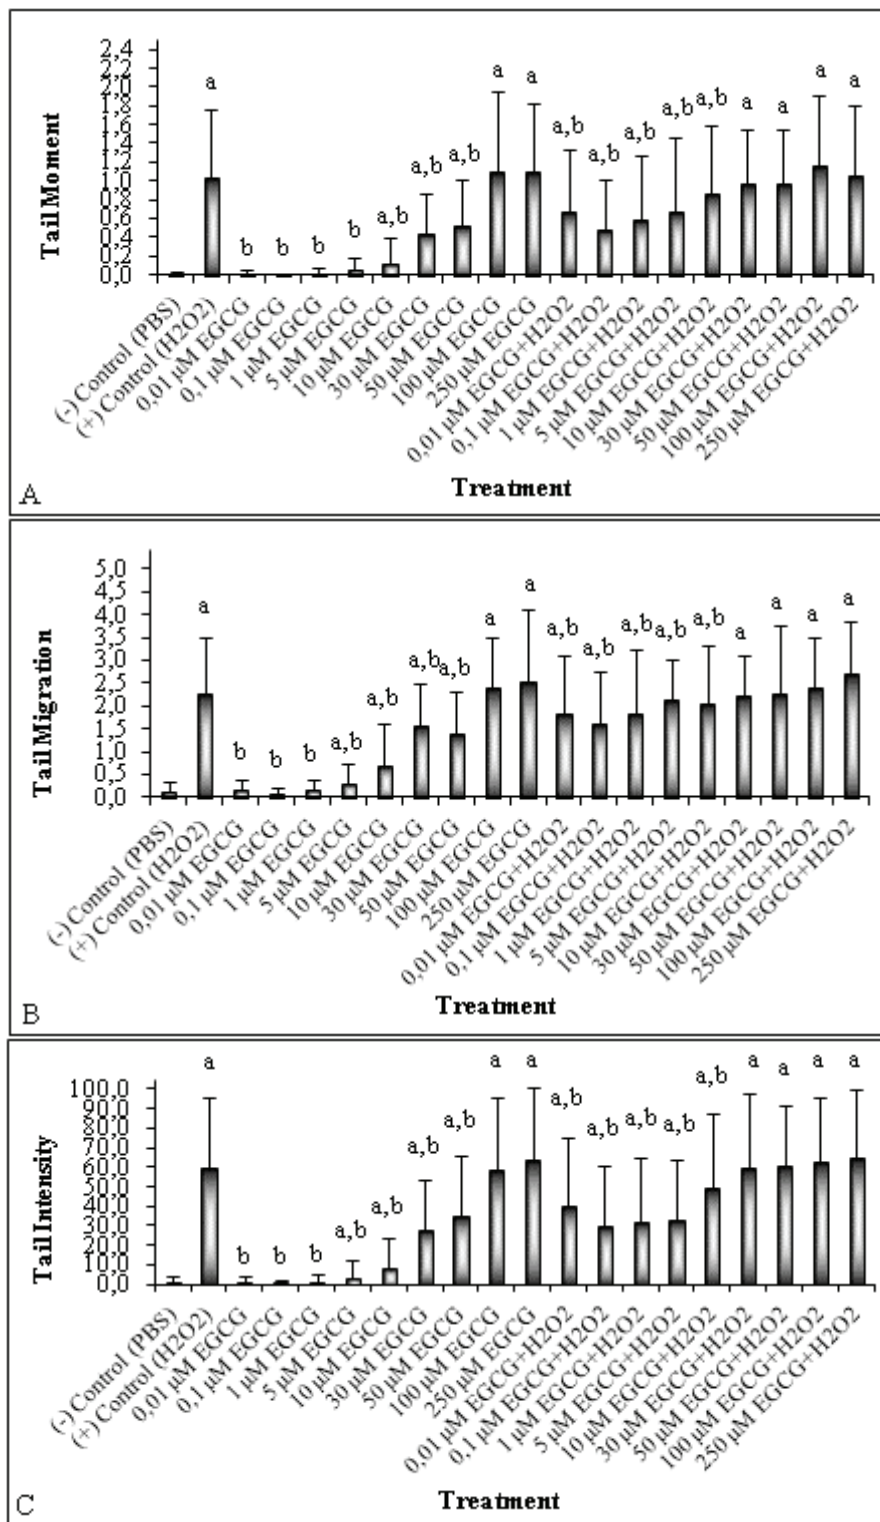 2,4
2,2
2,0
1,8
1,6
1,4
1,2
1,0
0,8
0,6
0,4
0,2
0,0
Tail Moment
a b b b b a,b a,b a,b a a a,b a,b a,b a,b a,b a a a a
(-) Control (PBS)
(+) Control (H2O2)
0,01 µM EGCG
0,1 µM EGCG
1 µM EGCG
5 µM EGCG
10 µM EGCG
30 µM EGCG
50 µM EGCG
100 µM EGCG
250 µM EGCG
0,01 µM EGCG+H2O2
0,1 µM EGCG+H2O2
1 µM EGCG+H2O2
5 µM EGCG+H2O2
10 µM EGCG+H2O2
30 µM EGCG+H2O2
50 µM EGCG+H2O2
100 µM EGCG+H2O2
250 µM EGCG+H2O2
Treatment
A
5,0
4,5
4,0
3,5
3,0
2,5
2,0
1,5
1,0
0,5
0,0
Tail Migration
a b b b a,b a,b a,b a,b a a a,b a,b a,b a,b a,b a a a a
(-) Control (PBS)
(+) Control (H2O2)
0,01 µM EGCG
0,1 µM EGCG
1 µM EGCG
5 µM EGCG
10 µM EGCG
30 µM EGCG
50 µM EGCG
100 µM EGCG
250 µM EGCG
0,01 µM EGCG+H2O2
0,1 µM EGCG+H2O2
1 µM EGCG+H2O2
5 µM EGCG+H2O2
10 µM EGCG+H2O2
30 µM EGCG+H2O2
50 µM EGCG+H2O2
100 µM EGCG+H2O2
250 µM EGCG+H2O2
Treatment
B
100,0
90,0
80,0
70,0
60,0
50,0
40,0
30,0
20,0
10,0
0,0
Tail Intensity
a b b b a,b a,b a,b a,b a a a,b a,b a,b a,b a,b a a a a
(-) Control (PBS)
(+) Control (H2O2)
0,01 µM EGCG
0,1 µM EGCG
1 µM EGCG
5 µM EGCG
10 µM EGCG
30 µM EGCG
50 µM EGCG
100 µM EGCG
250 µM EGCG
0,01 µM EGCG+H2O2
0,1 µM EGCG+H2O2
1 µM EGCG+H2O2
5 µM EGCG+H2O2
10 µM EGCG+H2O2
30 µM EGCG+H2O2
50 µM EGCG+H2O2
100 µM EGCG+H2O2
250 µM EGCG+H2O2
Treatment
C